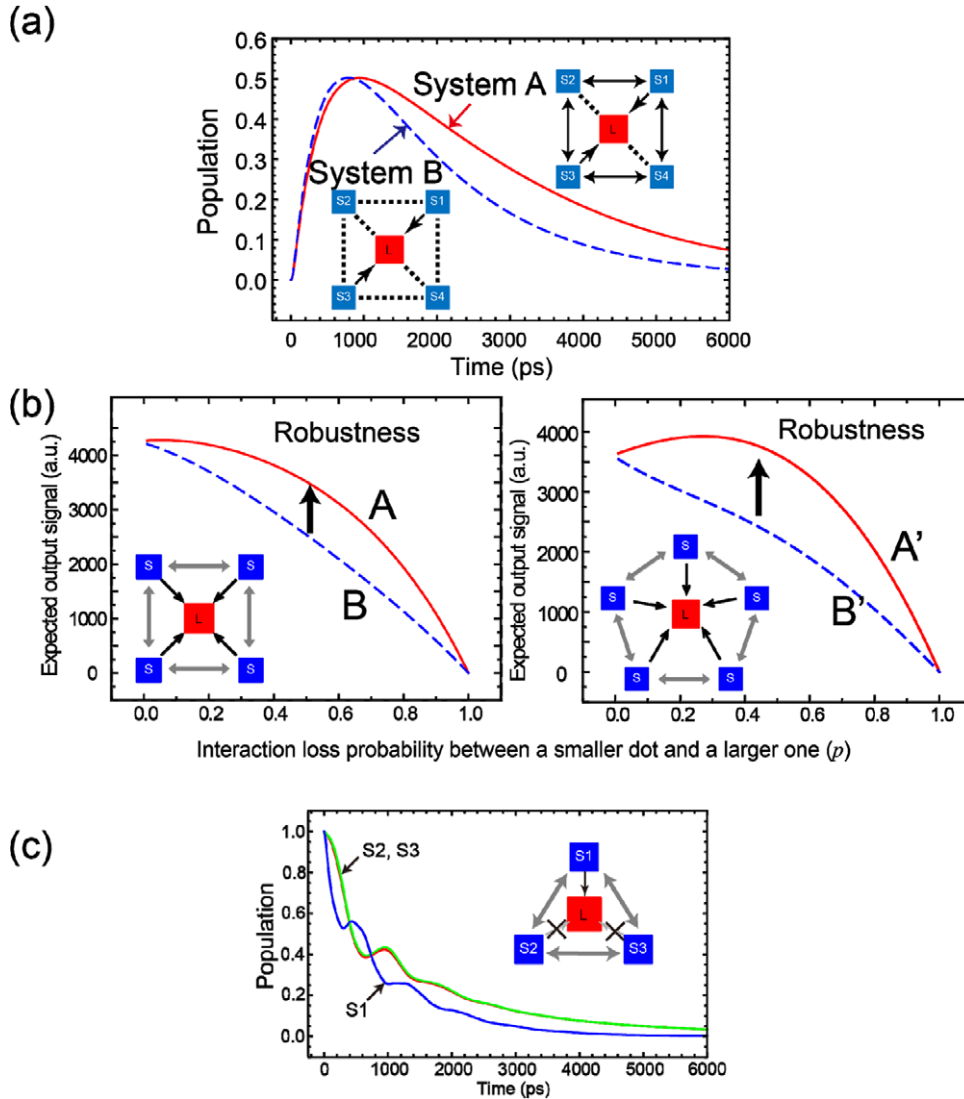 (a)
0.6
0.5
0.4
0.3
0.2
0.1
0.0
Population
System A
System B
S2
S1
L
S3
S4
S2
S1
L
S3
S4
0
1000
2000
3000
4000
5000
6000
Time (ps)
(b)
Expected output signal (a.u.)
4000
3000
2000
1000
0
Robustness
A
B
S
S
L
S
S
0.0
0.2
0.4
0.6
0.8
1.0
Expected output signal (a.u.)
4000
3000
2000
1000
0
Robustness
A'
B'
S
S
S
L
S
S
0.0
0.2
0.4
0.6
0.8
1.0
Interaction loss probability between a smaller dot and a larger one (p)
(c)
1.0
0.8
0.6
0.4
0.2
0.0
Population
S2, S3
S1
S1
L
S2
S3
0
1000
2000
3000
4000
5000
6000
Time (ps)